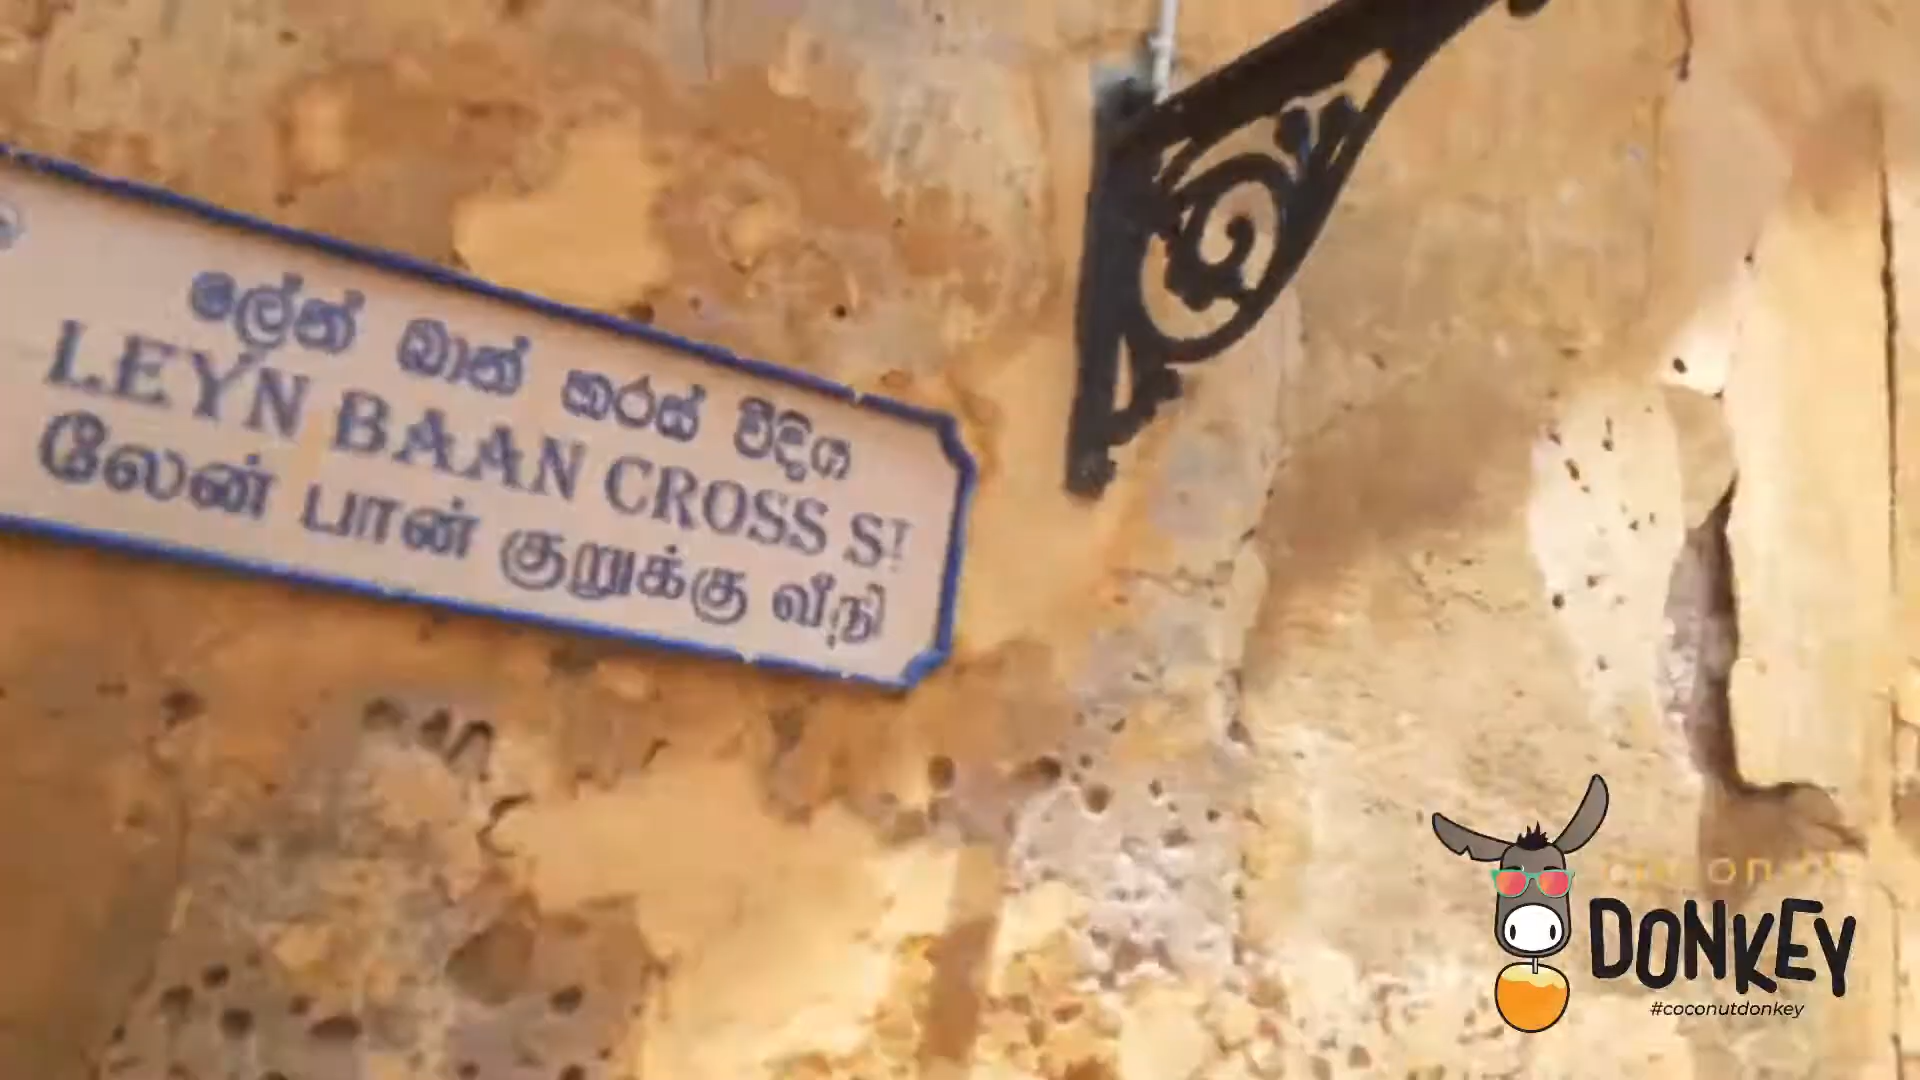 ලේන් බාන් කරස් වීදිය
LEYN BAAN CROSS ST
லேன் பான் குறுக்கு வீதி
DONKEY
#coconutdonkey